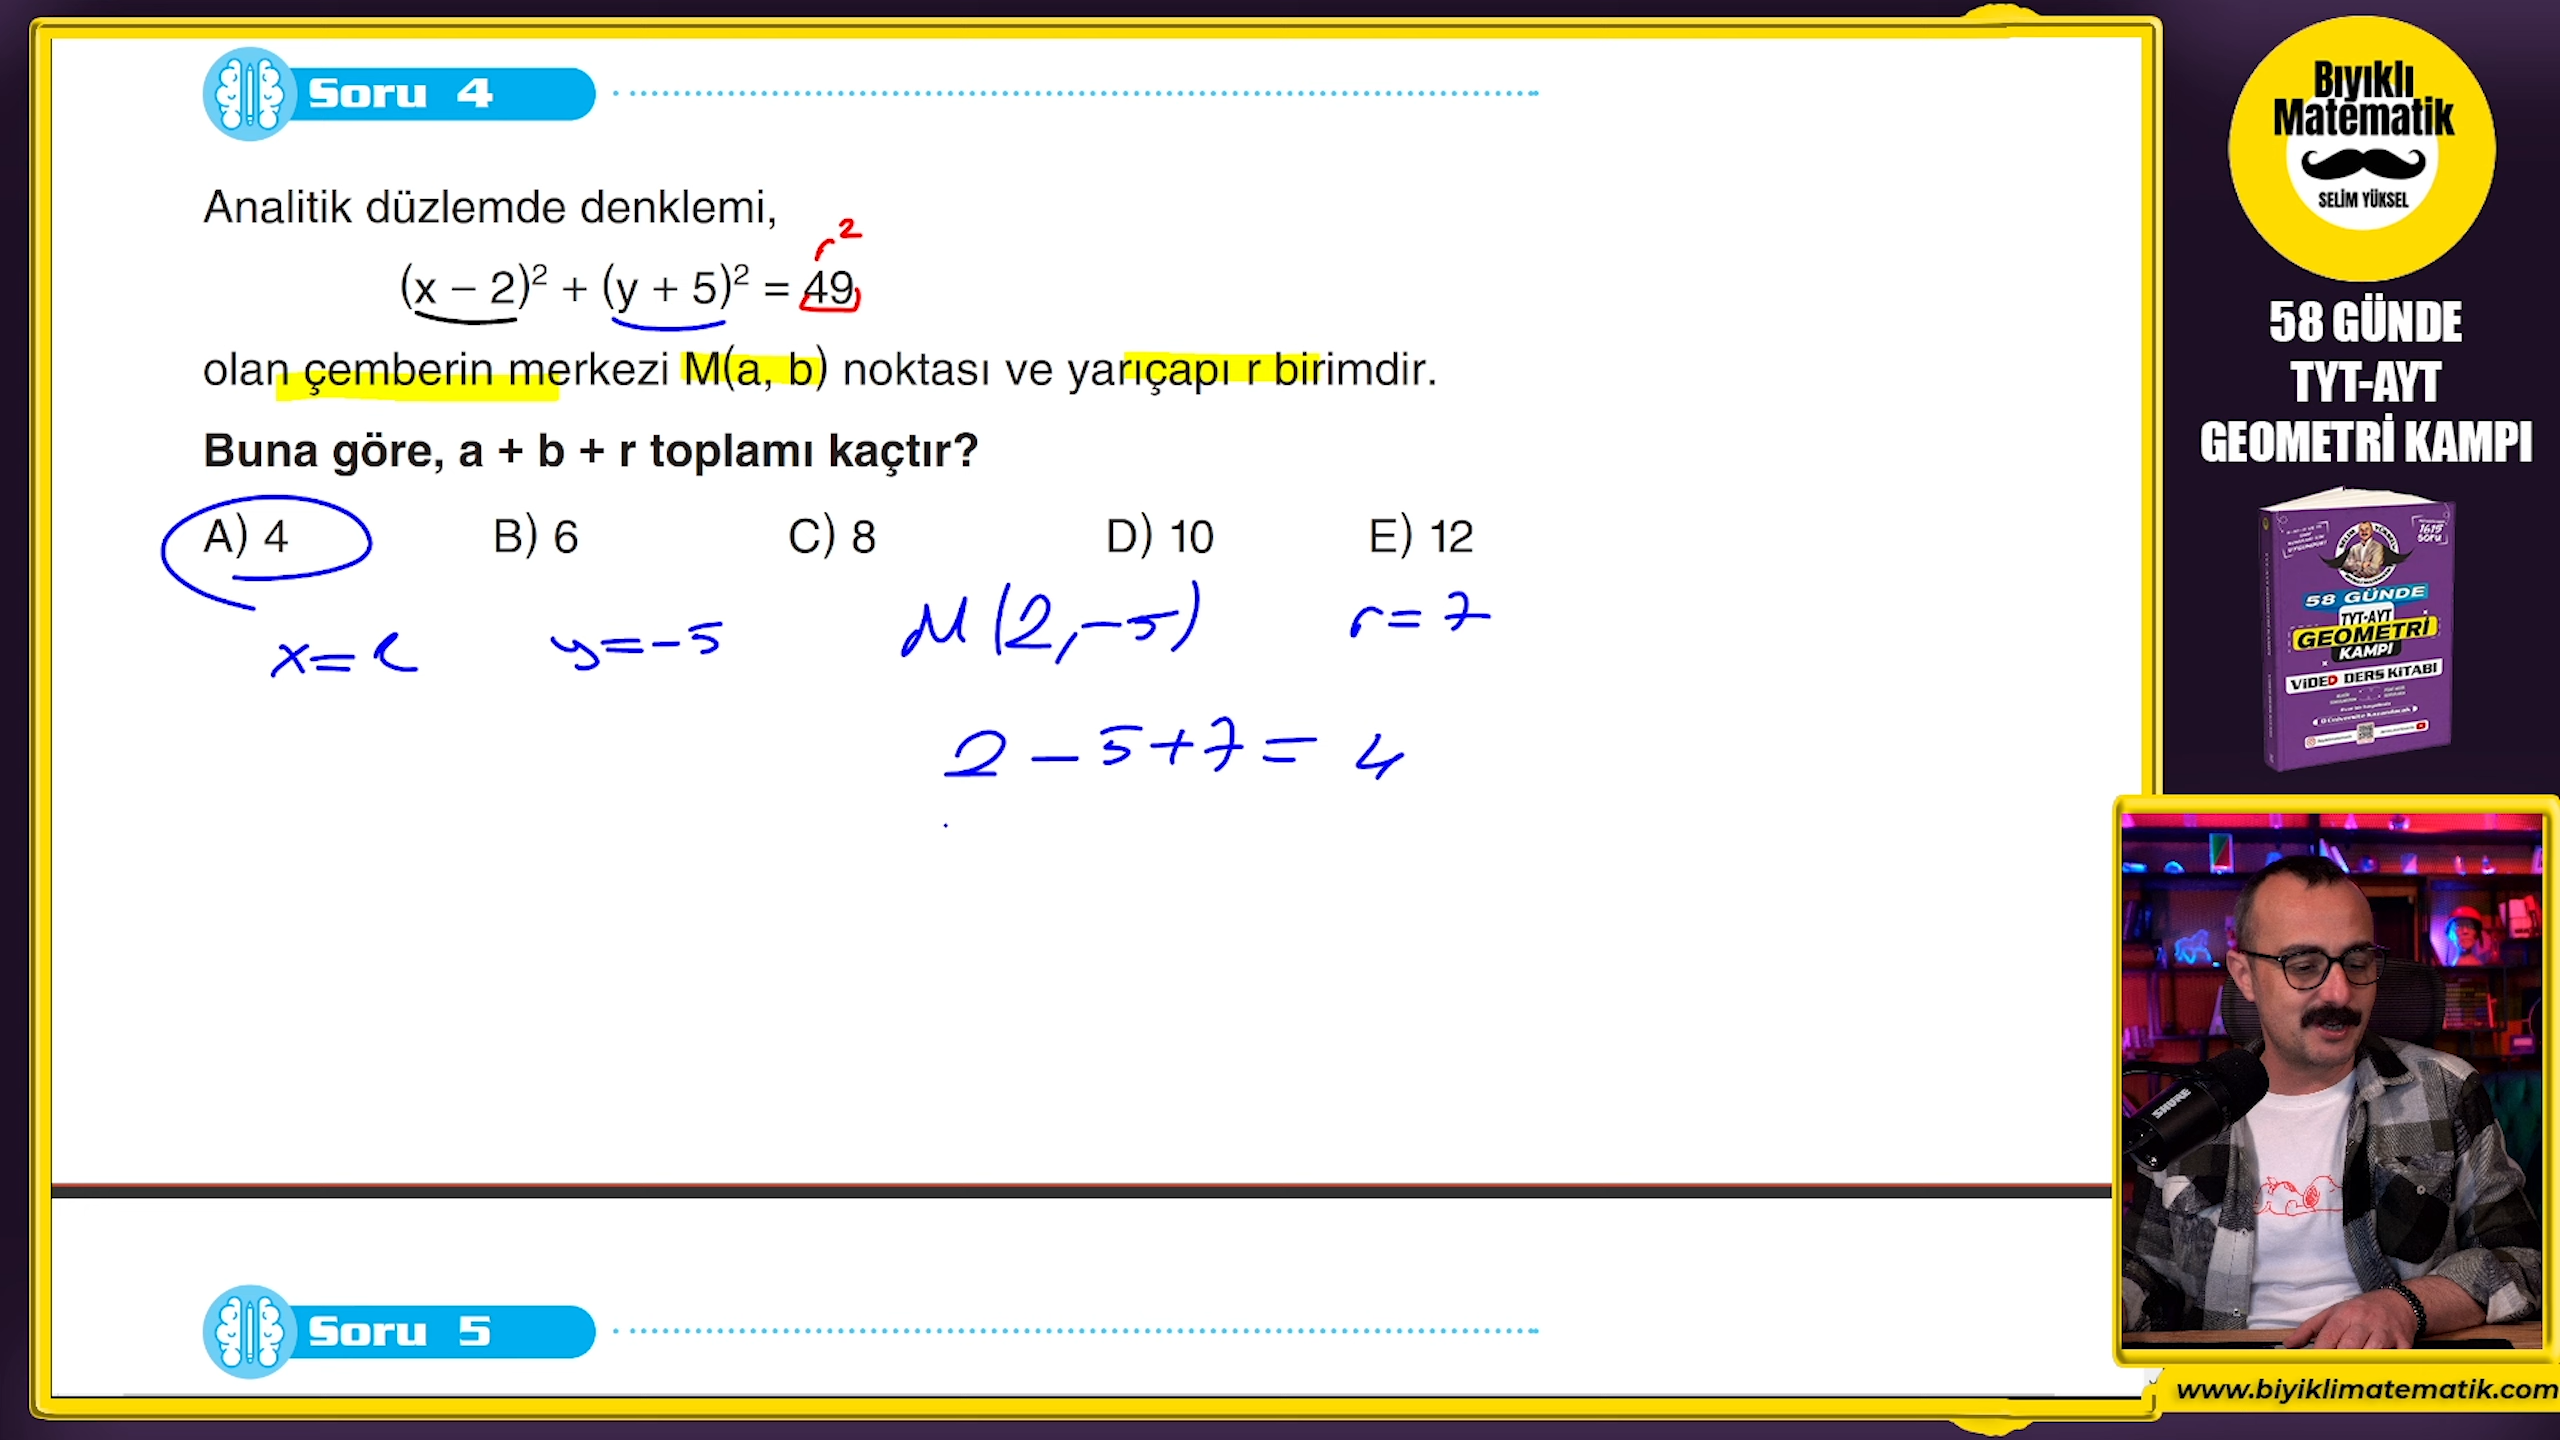 Soru 4
Analitik düzlemde denklemi,
r²
(x – 2)² + (y + 5)² = 49
olan çemberin merkezi M(a, b) noktası ve yarıçapı r birimdir.
Buna göre, a + b + r toplamı kaçtır?
A) 4 B) 6 C) 8 D) 10 E) 12
x = 2 y = -5 M(2, -5) r = 7
2 - 5 + 7 = 4
Soru 5
Bıyıklı
Matematik
SELİM YÜKSEL
58 GÜNDE
TYT-AYT
GEOMETRİ KAMPI
1615
SORU
58 GÜNDE
TYT-AYT
GEOMETRİ
KAMPI
VİDEO DERS KİTABI
SHURE
www.biyiklimatematik.com